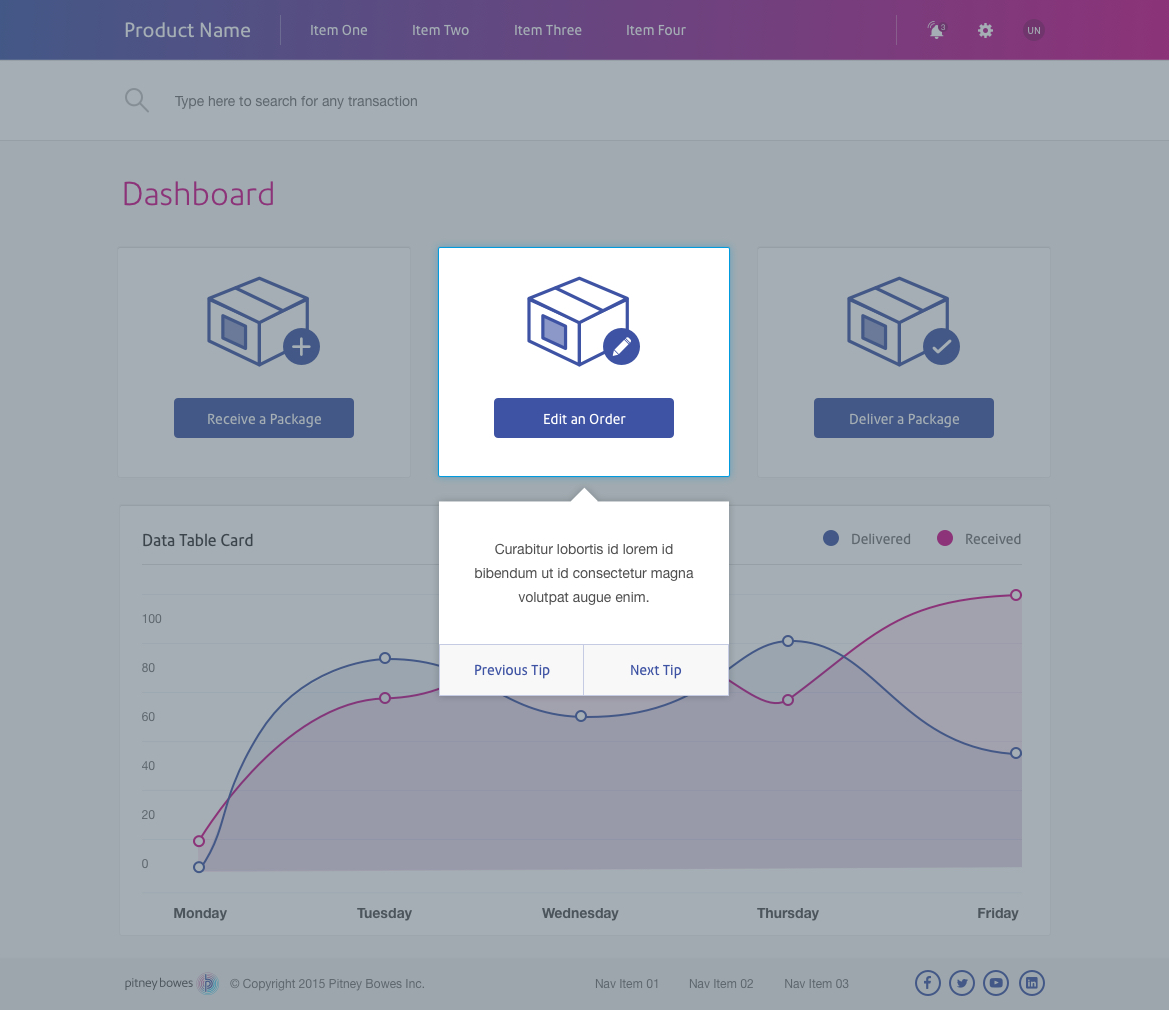 Product Name
Item One
Item Two
Item Three
Item Four
3
UN
Type here to search for any transaction
Dashboard
Receive a Package
Edit an Order
Deliver a Package
Data Table Card
Delivered
Received
Curabitur lobortis id lorem id
bibendum ut id consectetur magna
volutpat augue enim.
Previous Tip
Next Tip
100
80
60
40
20
0
Monday
Tuesday
Wednesday
Thursday
Friday
pitney bowes
© Copyright 2015 Pitney Bowes Inc.
Nav Item 01
Nav Item 02
Nav Item 03